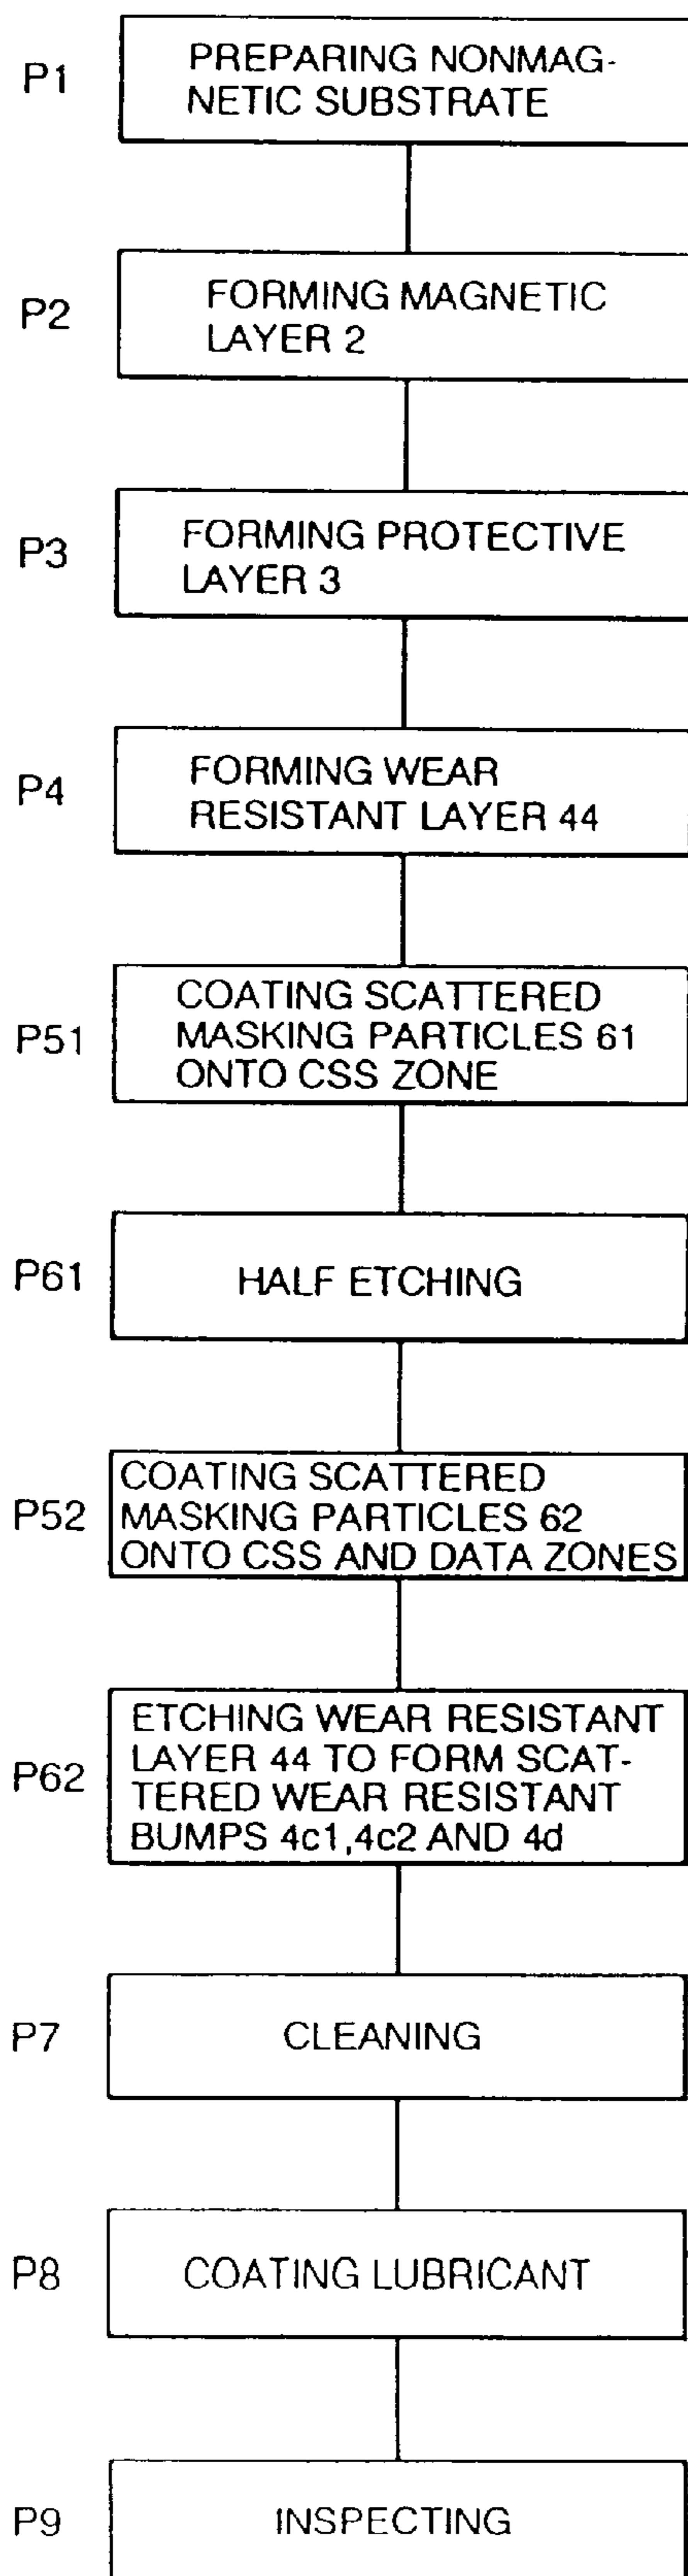 P1
PREPARING NONMAG-
NETIC SUBSTRATE
P2
FORMING MAGNETIC
LAYER 2
P3
FORMING PROTECTIVE
LAYER 3
P4
FORMING WEAR
RESISTANT LAYER 44
P51
COATING SCATTERED
MASKING PARTICLES 61
ONTO CSS ZONE
P61
HALF ETCHING
P52
COATING SCATTERED
MASKING PARTICLES 62
ONTO CSS AND DATA ZONES
P62
ETCHING WEAR RESISTANT
LAYER 44 TO FORM SCAT-
TERED WEAR RESISTANT
BUMPS 4c1,4c2 AND 4d
P7
CLEANING
P8
COATING LUBRICANT
P9
INSPECTING